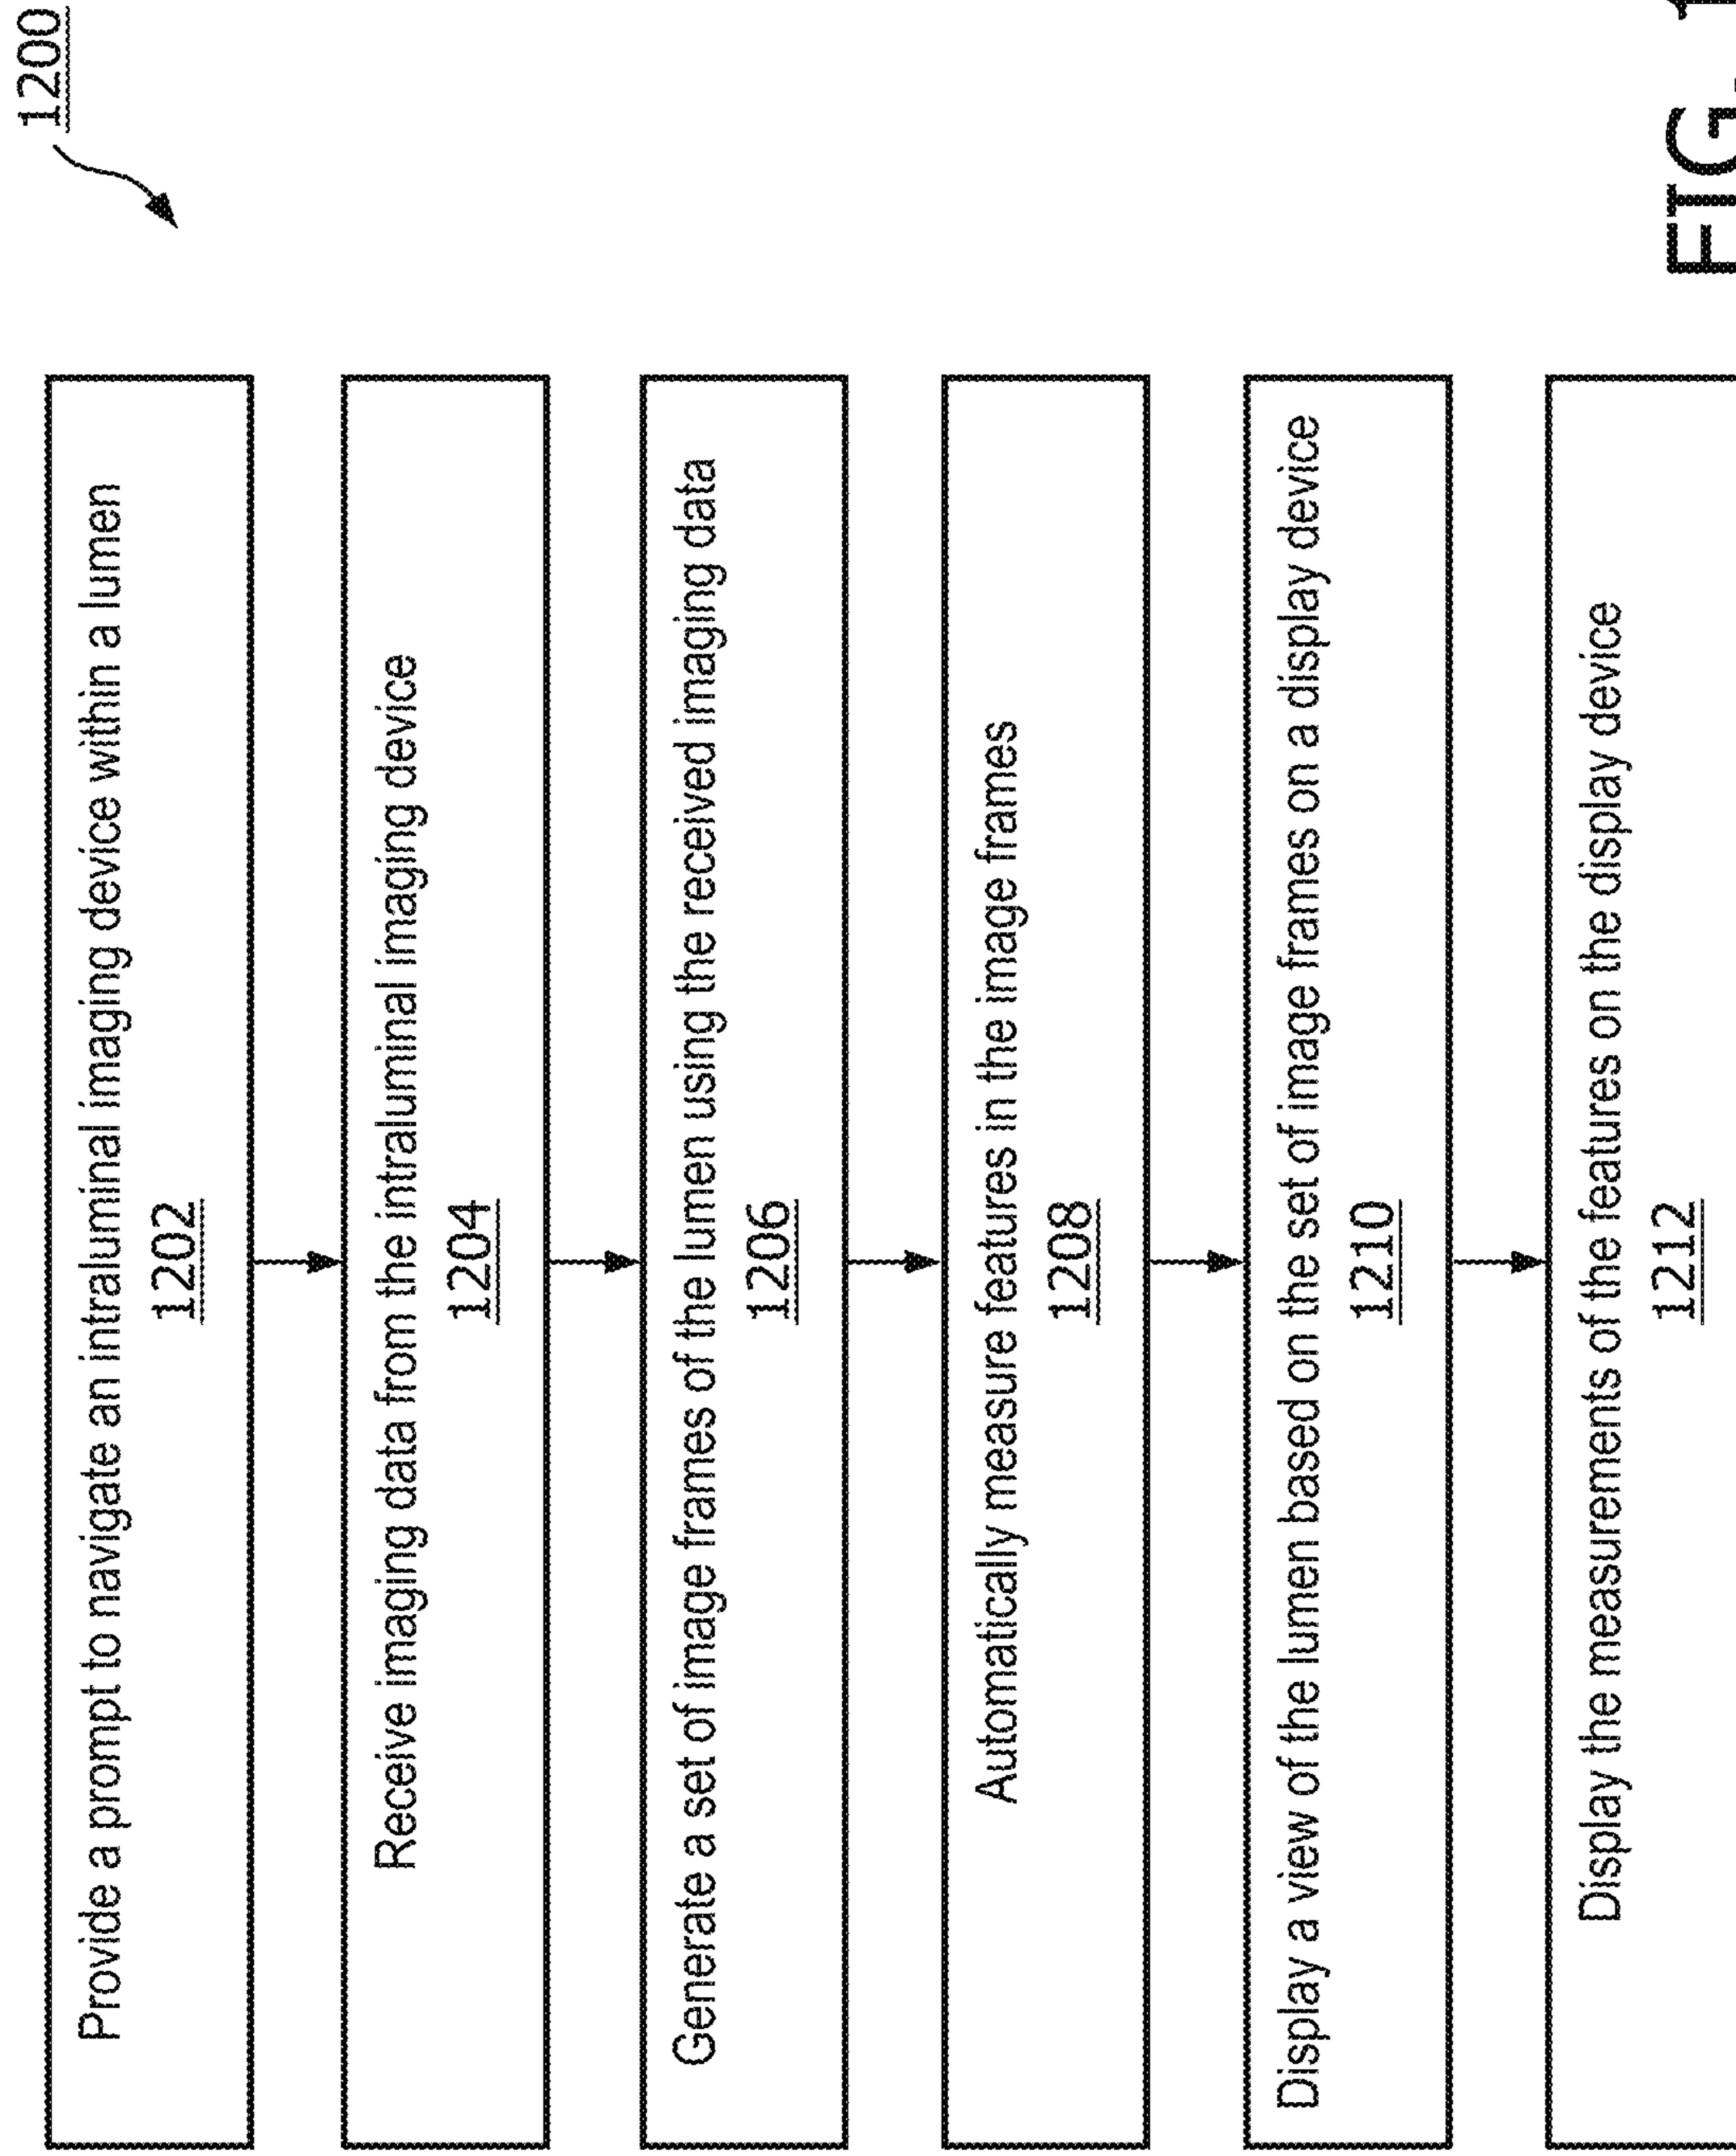 1200
Provide a prompt to navigate an intraluminal imaging device within a lumen
1202
Receive imaging data from the intraluminal imaging device
1204
Generate a set of image frames of the lumen using the received imaging data
1206
Automatically measure features in the image frames
1208
Display a view of the lumen based on the set of image frames on a display device
1210
Display the measurements of the features on the display device
1212
FIG.